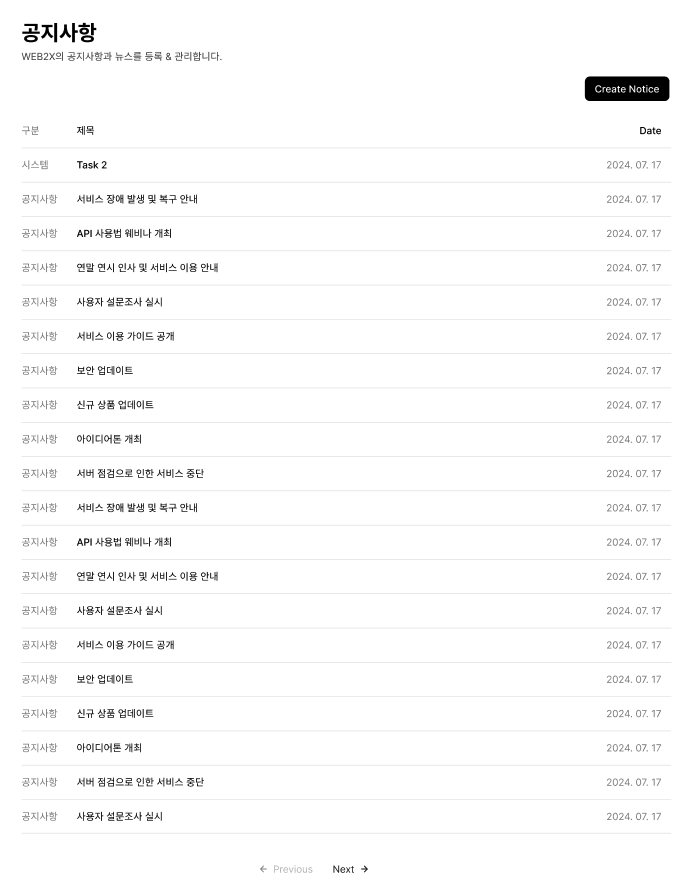 공지사항
WEB2X의 공지사항과 뉴스를 등록 & 관리합니다.
Create Notice
구분 제목 Date
시스템 Task 2 2024. 07. 17
공지사항 서비스 장애 발생 및 복구 안내 2024. 07. 17
공지사항 API 사용법 웨비나 개최 2024. 07. 17
공지사항 연말 연시 인사 및 서비스 이용 안내 2024. 07. 17
공지사항 사용자 설문조사 실시 2024. 07. 17
공지사항 서비스 이용 가이드 공개 2024. 07. 17
공지사항 보안 업데이트 2024. 07. 17
공지사항 신규 상품 업데이트 2024. 07. 17
공지사항 아이디어톤 개최 2024. 07. 17
공지사항 서버 점검으로 인한 서비스 중단 2024. 07. 17
공지사항 서비스 장애 발생 및 복구 안내 2024. 07. 17
공지사항 API 사용법 웨비나 개최 2024. 07. 17
공지사항 연말 연시 인사 및 서비스 이용 안내 2024. 07. 17
공지사항 사용자 설문조사 실시 2024. 07. 17
공지사항 서비스 이용 가이드 공개 2024. 07. 17
공지사항 보안 업데이트 2024. 07. 17
공지사항 신규 상품 업데이트 2024. 07. 17
공지사항 아이디어톤 개최 2024. 07. 17
공지사항 서버 점검으로 인한 서비스 중단 2024. 07. 17
공지사항 사용자 설문조사 실시 2024. 07. 17
← Previous Next →